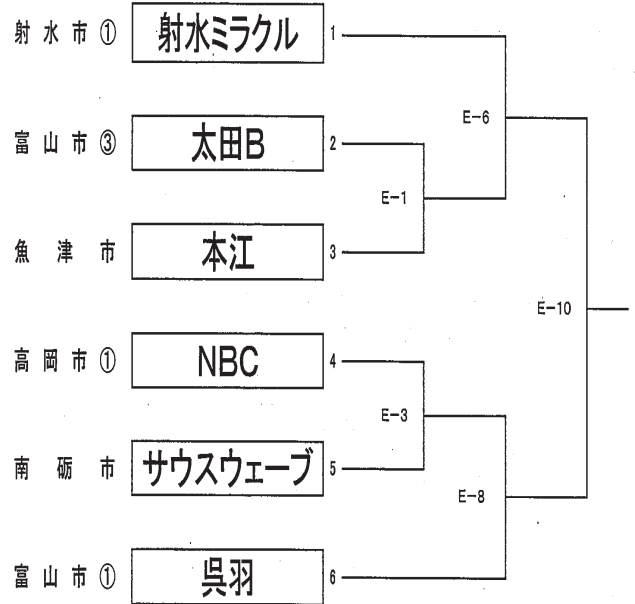 射水市① 射水ミラクル 1
E-6
富山市③ 太田B 2
E-1
魚津市 本江 3
E-10
高岡市① NBC 4
E-3
南砺市 サウスウェーブ 5
E-8
富山市① 呉羽 6